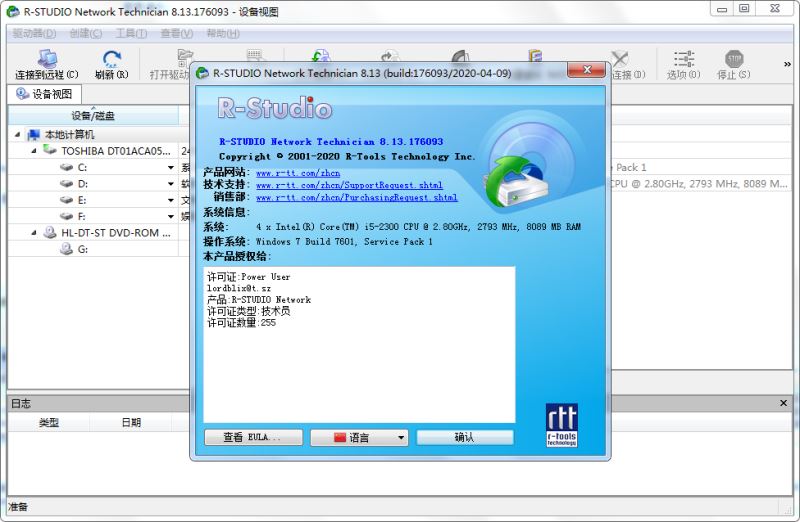 R-STUDIO Network Technician 8.13.176093 - 设备视图
驱动器(D) 创建(C) 工具(T) 查看(V) 帮助(H)
连接到远程(C) 刷新(R) 打开驱动 连接(D) 选项(O) 停止(S)
设备视图
设备/磁盘
本地计算机
TOSHIBA DT01ACA05...
C:
D:
E:
F:
HL-DT-ST DVD-ROM ...
G:
Pack 1
CPU @ 2.80GHz, 2793 MHz, 8089 M...
R-STUDIO Network Technician 8.13 (build:176093/2020-04-09)
R-Studio
R-STUDIO Network Technician 8.13.176093
Copyright © 2001-2020 R-Tools Technology Inc.
产品网站: www.r-tt.com/zhcn
技术支持: www.r-tt.com/zhcn/SupportRequest.shtml
销售部: www.r-tt.com/zhcn/PurchasingRequest.shtml
系统信息:
系统: 4 x Intel(R) Core(TM) i5-2300 CPU @ 2.80GHz, 2793 MHz, 8089 MB RAM
操作系统: Windows 7 Build 7601, Service Pack 1
本产品授权给:
许可证:Power User
lordblix@t.sz
产品:R-STUDIO Network
许可证类型:技术员
许可证数量:255
查看 EULA... 语言 确认
rtt
r-tools
technology
日志
类型 日期
准备